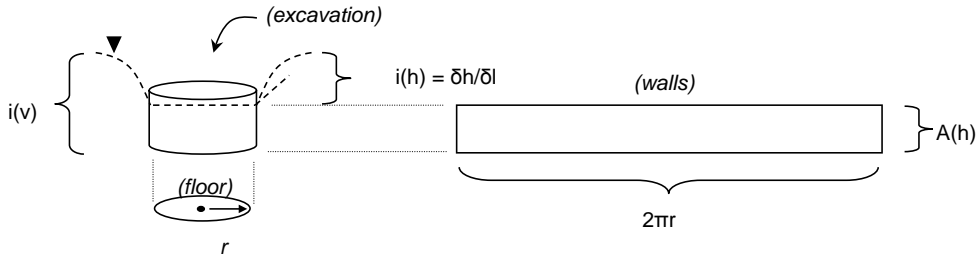 (excavation)
i(h) = δh/δl
(walls)
i(v)
A(h)
(floor)
2πr
r